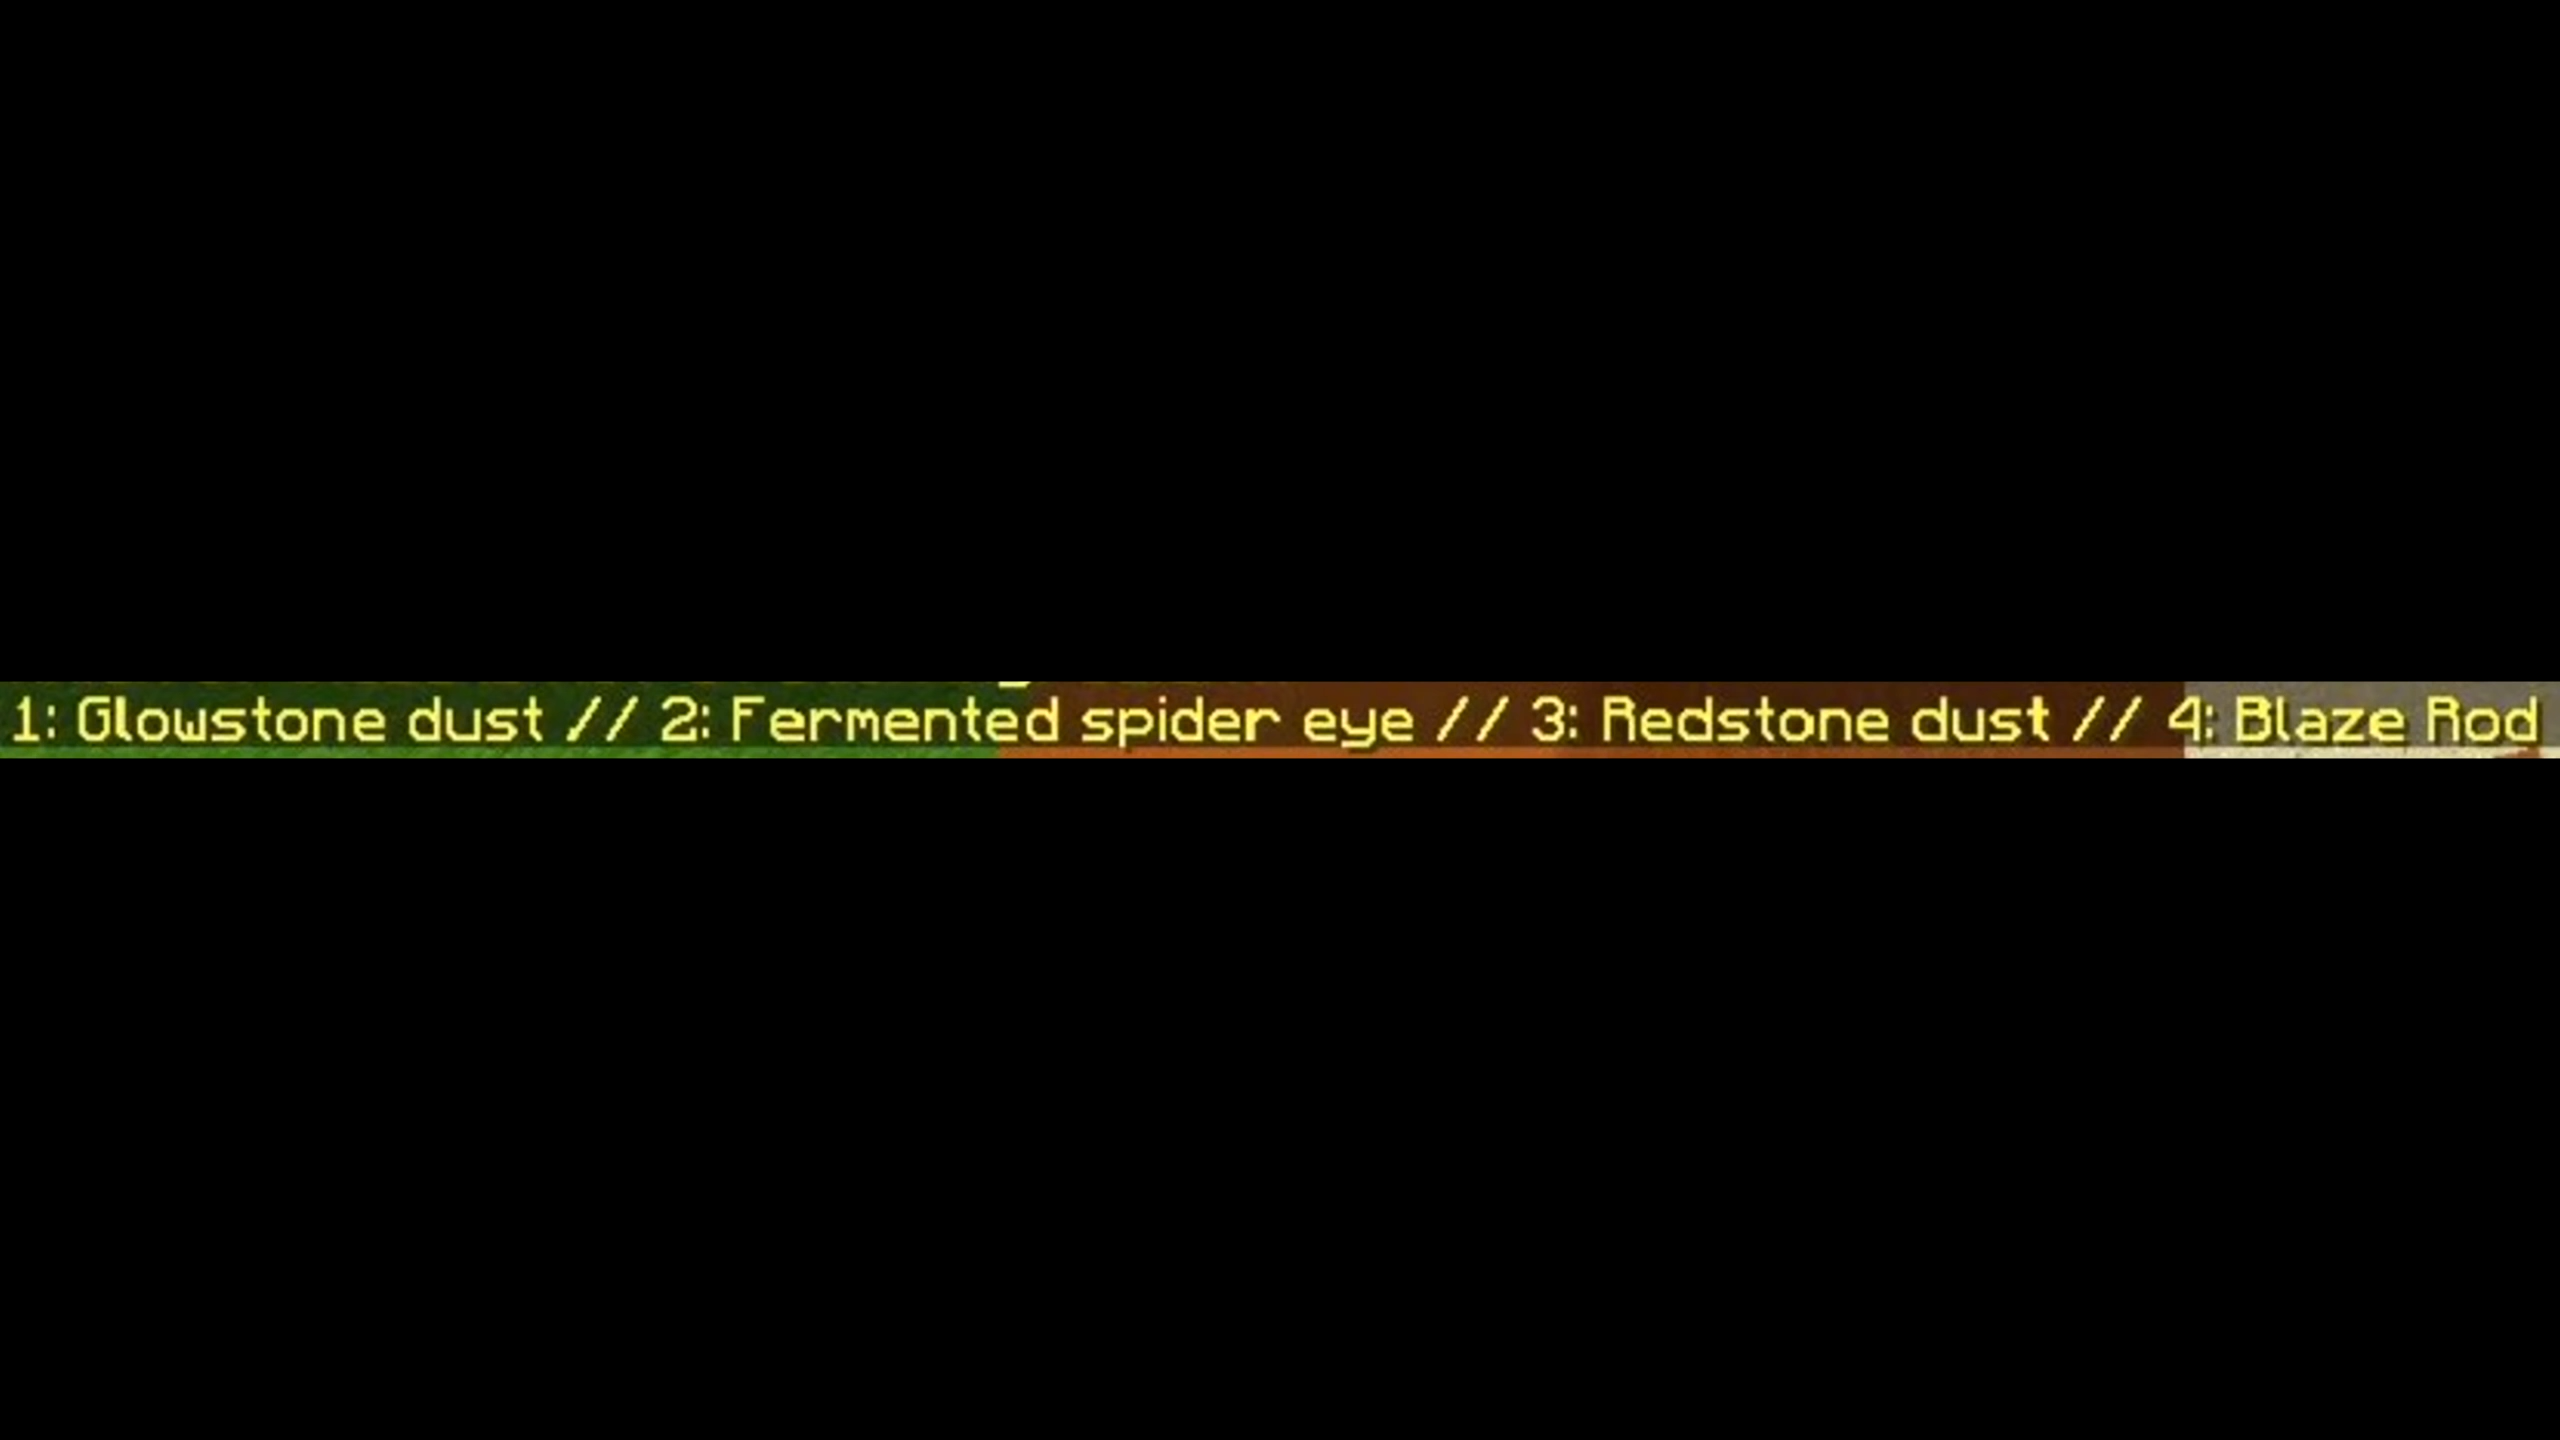 1: Glowstone dust // 2: Fermented spider eye // 3: Redstone dust // 4: Blaze Rod